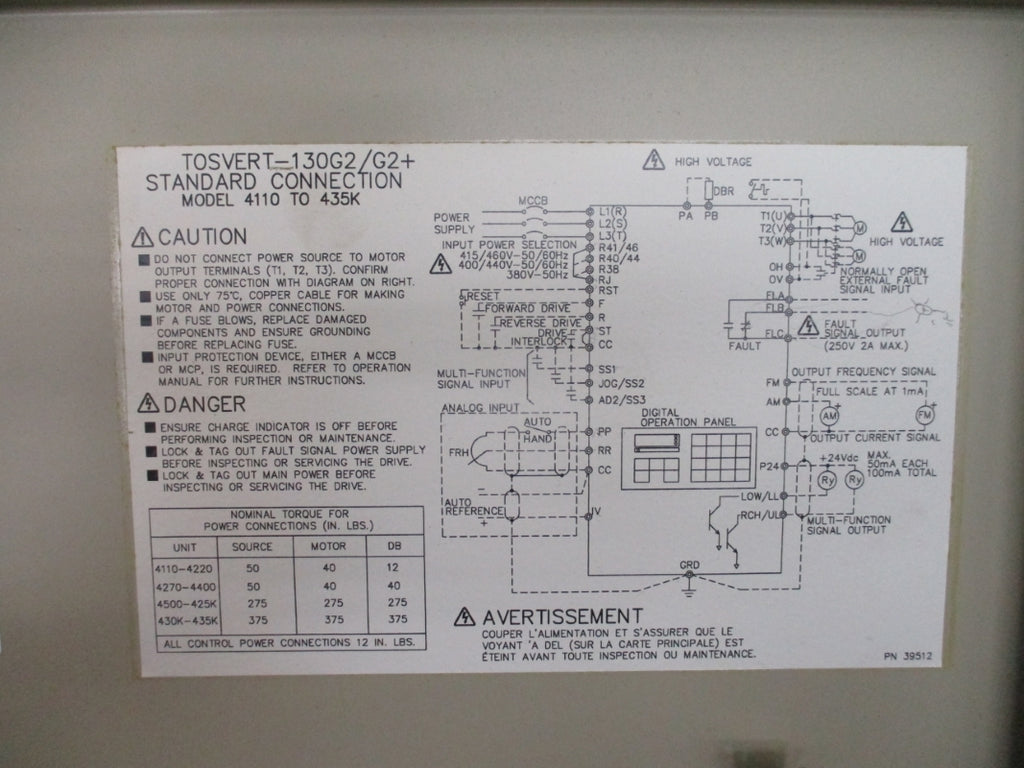 TOSVERT-130G2/G2+
STANDARD CONNECTION
MODEL 4110 TO 435K
CAUTION
DO NOT CONNECT POWER SOURCE TO MOTOR
OUTPUT TERMINALS (T1, T2, T3). CONFIRM
PROPER CONNECTION WITH DIAGRAM ON RIGHT.
USE ONLY 75°C, COPPER CABLE FOR MAKING
MOTOR AND POWER CONNECTIONS.
IF A FUSE BLOWS, REPLACE DAMAGED
COMPONENTS AND ENSURE GROUNDING
BEFORE REPLACING FUSE.
INPUT PROTECTION DEVICE, EITHER A MCCB
OR MCP, IS REQUIRED. REFER TO OPERATION
MANUAL FOR FURTHER INSTRUCTIONS.
DANGER
ENSURE CHARGE INDICATOR IS OFF BEFORE
PERFORMING INSPECTION OR MAINTENANCE.
LOCK & TAG OUT FAULT SIGNAL POWER SUPPLY
BEFORE INSPECTING OR SERVICING THE DRIVE.
LOCK & TAG OUT MAIN POWER BEFORE
INSPECTING OR SERVICING THE DRIVE.
NOMINAL TORQUE FOR
POWER CONNECTIONS (IN. LBS.)
UNIT SOURCE MOTOR DB
4110-4220 50 40 12
4270-4400 50 40 40
4500-425K 275 275 275
430K-435K 375 375 375
ALL CONTROL POWER CONNECTIONS 12 IN. LBS.
HIGH VOLTAGE
DBR
PA PB
MCCB
POWER
SUPPLY
L1(R)
L2(S)
L3(T)
INPUT POWER SELECTION
415/460V-50/60Hz
400/440V-50/60Hz
380V-50Hz
R41/46
R40/44
R38
RJ
RESET
RST
FORWARD DRIVE
F
REVERSE DRIVE
R
DRIVE
INTERLOCK
ST
CC
MULTI-FUNCTION
SIGNAL INPUT
SS1
JOG/SS2
AD2/SS3
ANALOG INPUT
AUTO
HAND
FRH
PP
RR
CC
AUTO
REFERENCE
IV
DIGITAL
OPERATION PANEL
T1(U)
T2(V)
T3(W)
M
M
HIGH VOLTAGE
OH
OV
NORMALLY OPEN
EXTERNAL FAULT
SIGNAL INPUT
FLA
FLB
FLC
FAULT
FAULT
SIGNAL OUTPUT
(250V 2A MAX.)
OUTPUT FREQUENCY SIGNAL
FM
FULL SCALE AT 1mA
AM
AM
FM
CC
OUTPUT CURRENT SIGNAL
P24
+24Vdc
MAX.
50mA EACH
100mA TOTAL
Ry
Ry
LOW/LL
RCH/UL
MULTI-FUNCTION
SIGNAL OUTPUT
GRD
AVERTISSEMENT
COUPER L'ALIMENTATION ET S'ASSURER QUE LE
VOYANT 'A DEL (SUR LA CARTE PRINCIPALE) EST
ÉTEINT AVANT TOUTE INSPECTION OU MAINTENANCE.
PN 39512